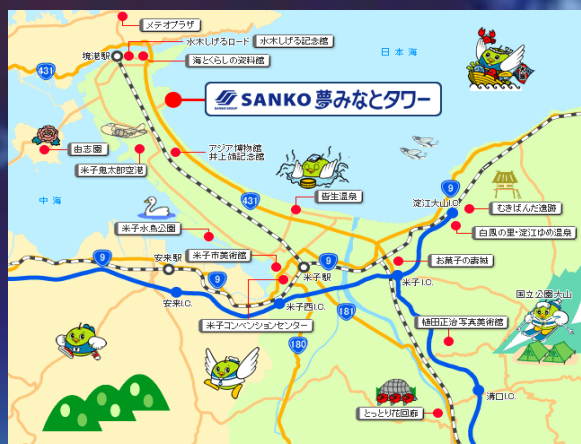 メテオプラザ
水木しげるロード
水木しげる記念館
境港駅
海とくらしの資料館
日本海
431
SANKO 夢みなとタワー
由志園
米子鬼太郎空港
アジア博物館
井上靖記念館
中海
皆生温泉
431
9
淀江大山I.C.
むきばんだ遺跡
白鳳の里・淀江ゆめ温泉
米子水鳥公園
安来駅
9
米子市美術館
米子駅
9
お菓子の壽城
米子I.C.
安来I.C.
米子西I.C.
181
国立公園大山
米子コンベンションセンター
180
植田正治写真美術館
とっとり花回廊
溝口I.C.